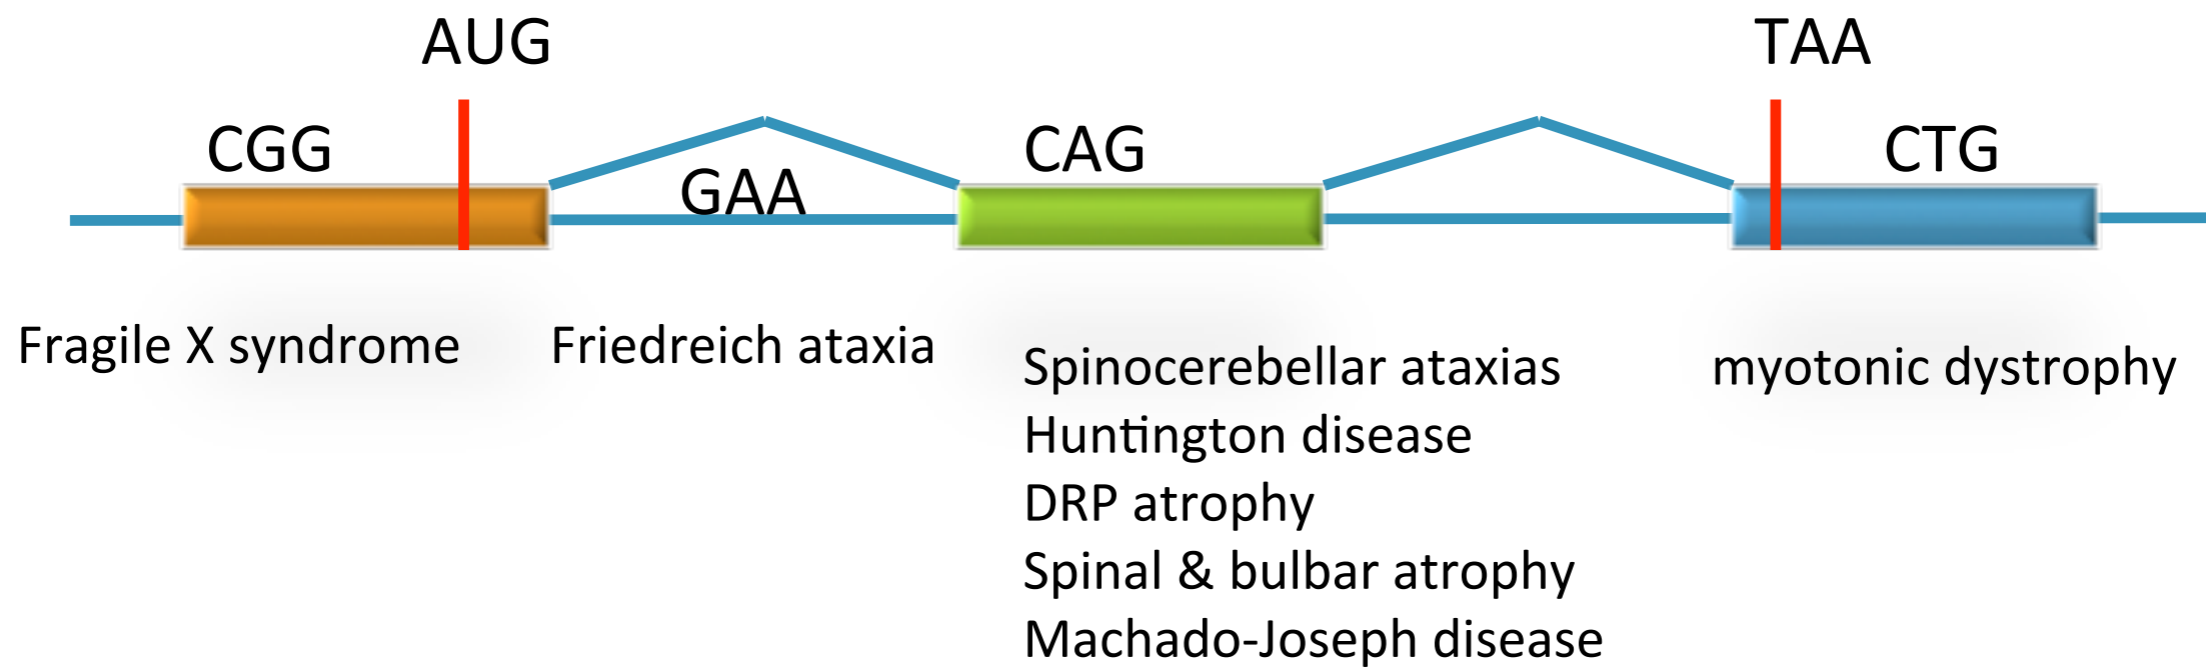 AUG
TAA
CGG
GAA
CAG
CTG
Fragile X syndrome
Friedreich ataxia
Spinocerebellar ataxias
Huntington disease
DRP atrophy
Spinal & bulbar atrophy
Machado-Joseph disease
myotonic dystrophy